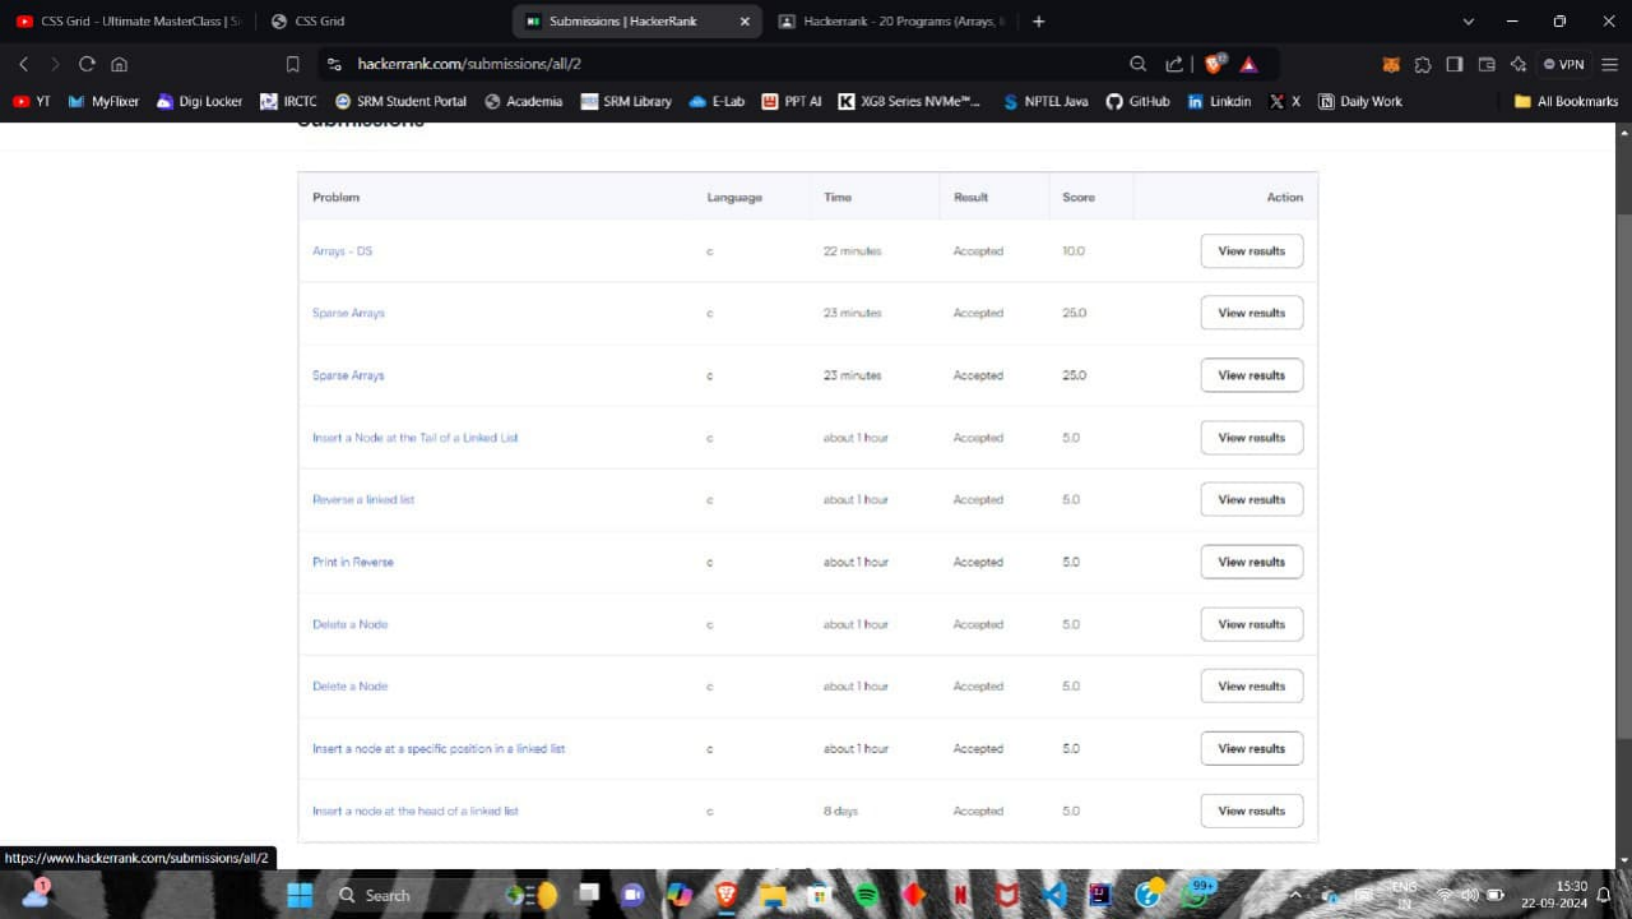 CSS Grid - Ultimate MasterClass |
CSS Grid
Submissions | HackerRank
Hackerrank - 20 Programs (Arrays,
hackerrank.com/submissions/all/2
VPN
YT
MyFlixer
Digi Locker
IRCTC
SRM Student Portal
Academia
SRM Library
E-Lab
PPT AI
XG8 Series NVMe™...
NPTEL Java
GitHub
Linkdin
X
Daily Work
All Bookmarks
Submissions
Problem Language Time Result Score Action
Arrays - DS c 22 minutes Accepted 10.0 View results
Sparse Arrays c 23 minutes Accepted 25.0 View results
Sparse Arrays c 23 minutes Accepted 25.0 View results
Insert a Node at the Tail of a Linked List c about 1 hour Accepted 5.0 View results
Reverse a linked list c about 1 hour Accepted 5.0 View results
Print in Reverse c about 1 hour Accepted 5.0 View results
Delete a Node c about 1 hour Accepted 5.0 View results
Delete a Node c about 1 hour Accepted 5.0 View results
Insert a node at a specific position in a linked list c about 1 hour Accepted 5.0 View results
Insert a node at the head of a linked list c 8 days Accepted 5.0 View results
https://www.hackerrank.com/submissions/all/2
1
Search
99+
ENG
IN
15:30
22-09-2024